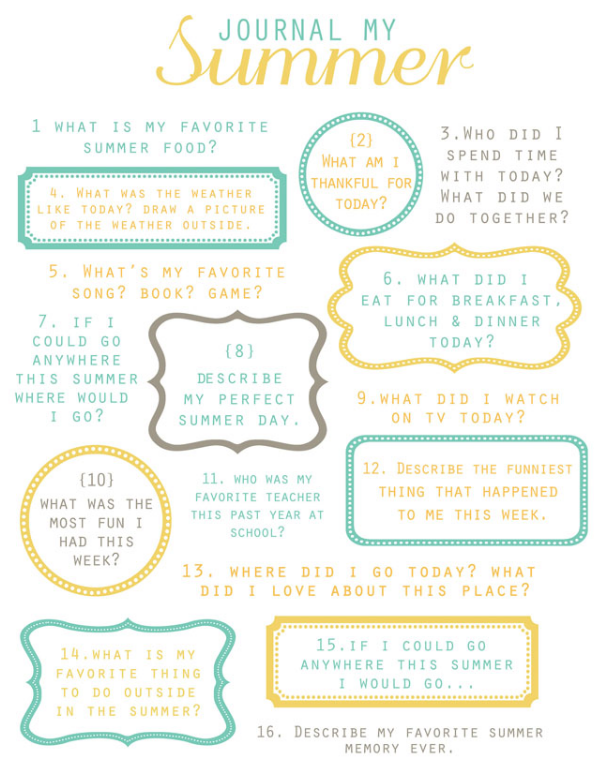 JOURNAL MY
Summer
1 WHAT IS MY FAVORITE
SUMMER FOOD?
{2}
WHAT AM I
THANKFUL FOR
TODAY?
3.WHO DID I
SPEND TIME
WITH TODAY?
WHAT DID WE
DO TOGETHER?
4. WHAT WAS THE WEATHER
LIKE TODAY? DRAW A PICTURE
OF THE WEATHER OUTSIDE.
5. WHAT'S MY FAVORITE
SONG? BOOK? GAME?
6. WHAT DID I
EAT FOR BREAKFAST,
LUNCH & DINNER
TODAY?
7. IF I
COULD GO
ANYWHERE
THIS SUMMER
WHERE WOULD
I GO?
{8}
DESCRIBE
MY PERFECT
SUMMER DAY.
9.WHAT DID I WATCH
ON TV TODAY?
{10}
WHAT WAS THE
MOST FUN I
HAD THIS
WEEK?
11. WHO WAS MY
FAVORITE TEACHER
THIS PAST YEAR AT
SCHOOL?
12. DESCRIBE THE FUNNIEST
THING THAT HAPPENED
TO ME THIS WEEK.
13. WHERE DID I GO TODAY? WHAT
DID I LOVE ABOUT THIS PLACE?
14.WHAT IS MY
FAVORITE THING
TO DO OUTSIDE
IN THE SUMMER?
15.IF I COULD GO
ANYWHERE THIS SUMMER
I WOULD GO...
16. DESCRIBE MY FAVORITE SUMMER
MEMORY EVER.